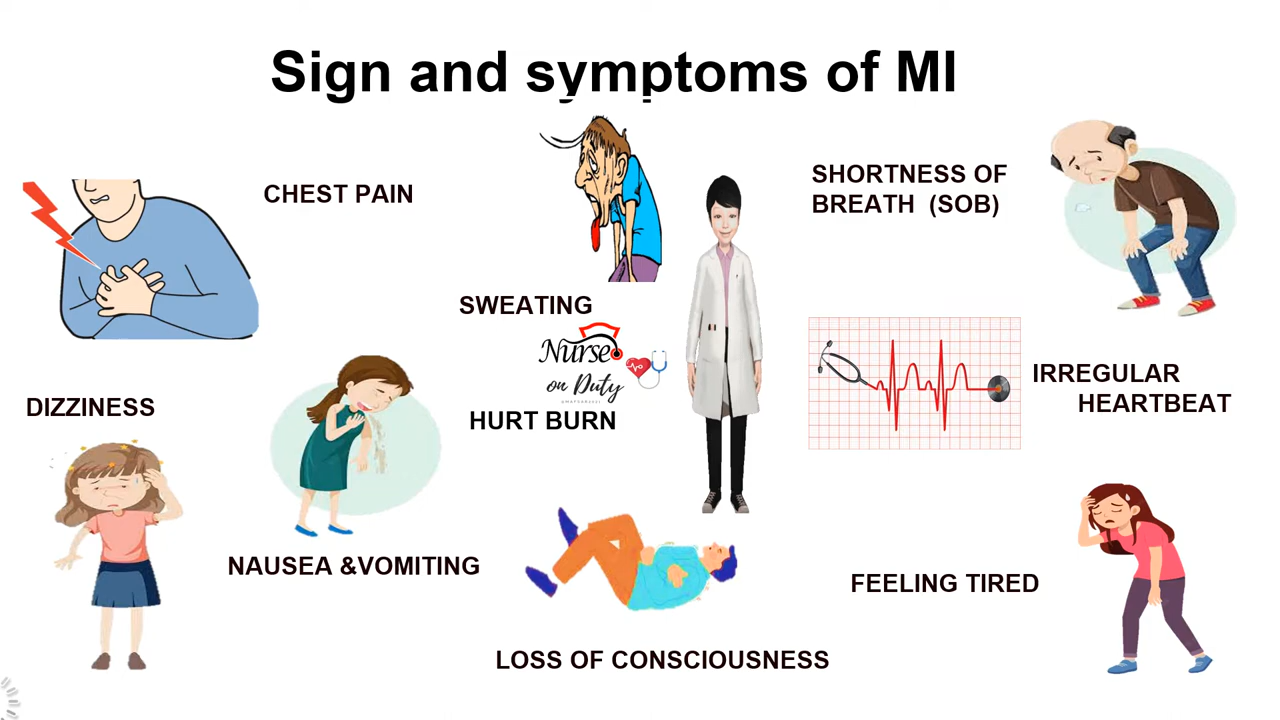 Sign and symptoms of MI
CHEST PAIN
SHORTNESS OF
BREATH (SOB)
SWEATING
Nurse
on Duty
HURT BURN
IRREGULAR
HEARTBEAT
DIZZINESS
NAUSEA &VOMITING
FEELING TIRED
LOSS OF CONSCIOUSNESS